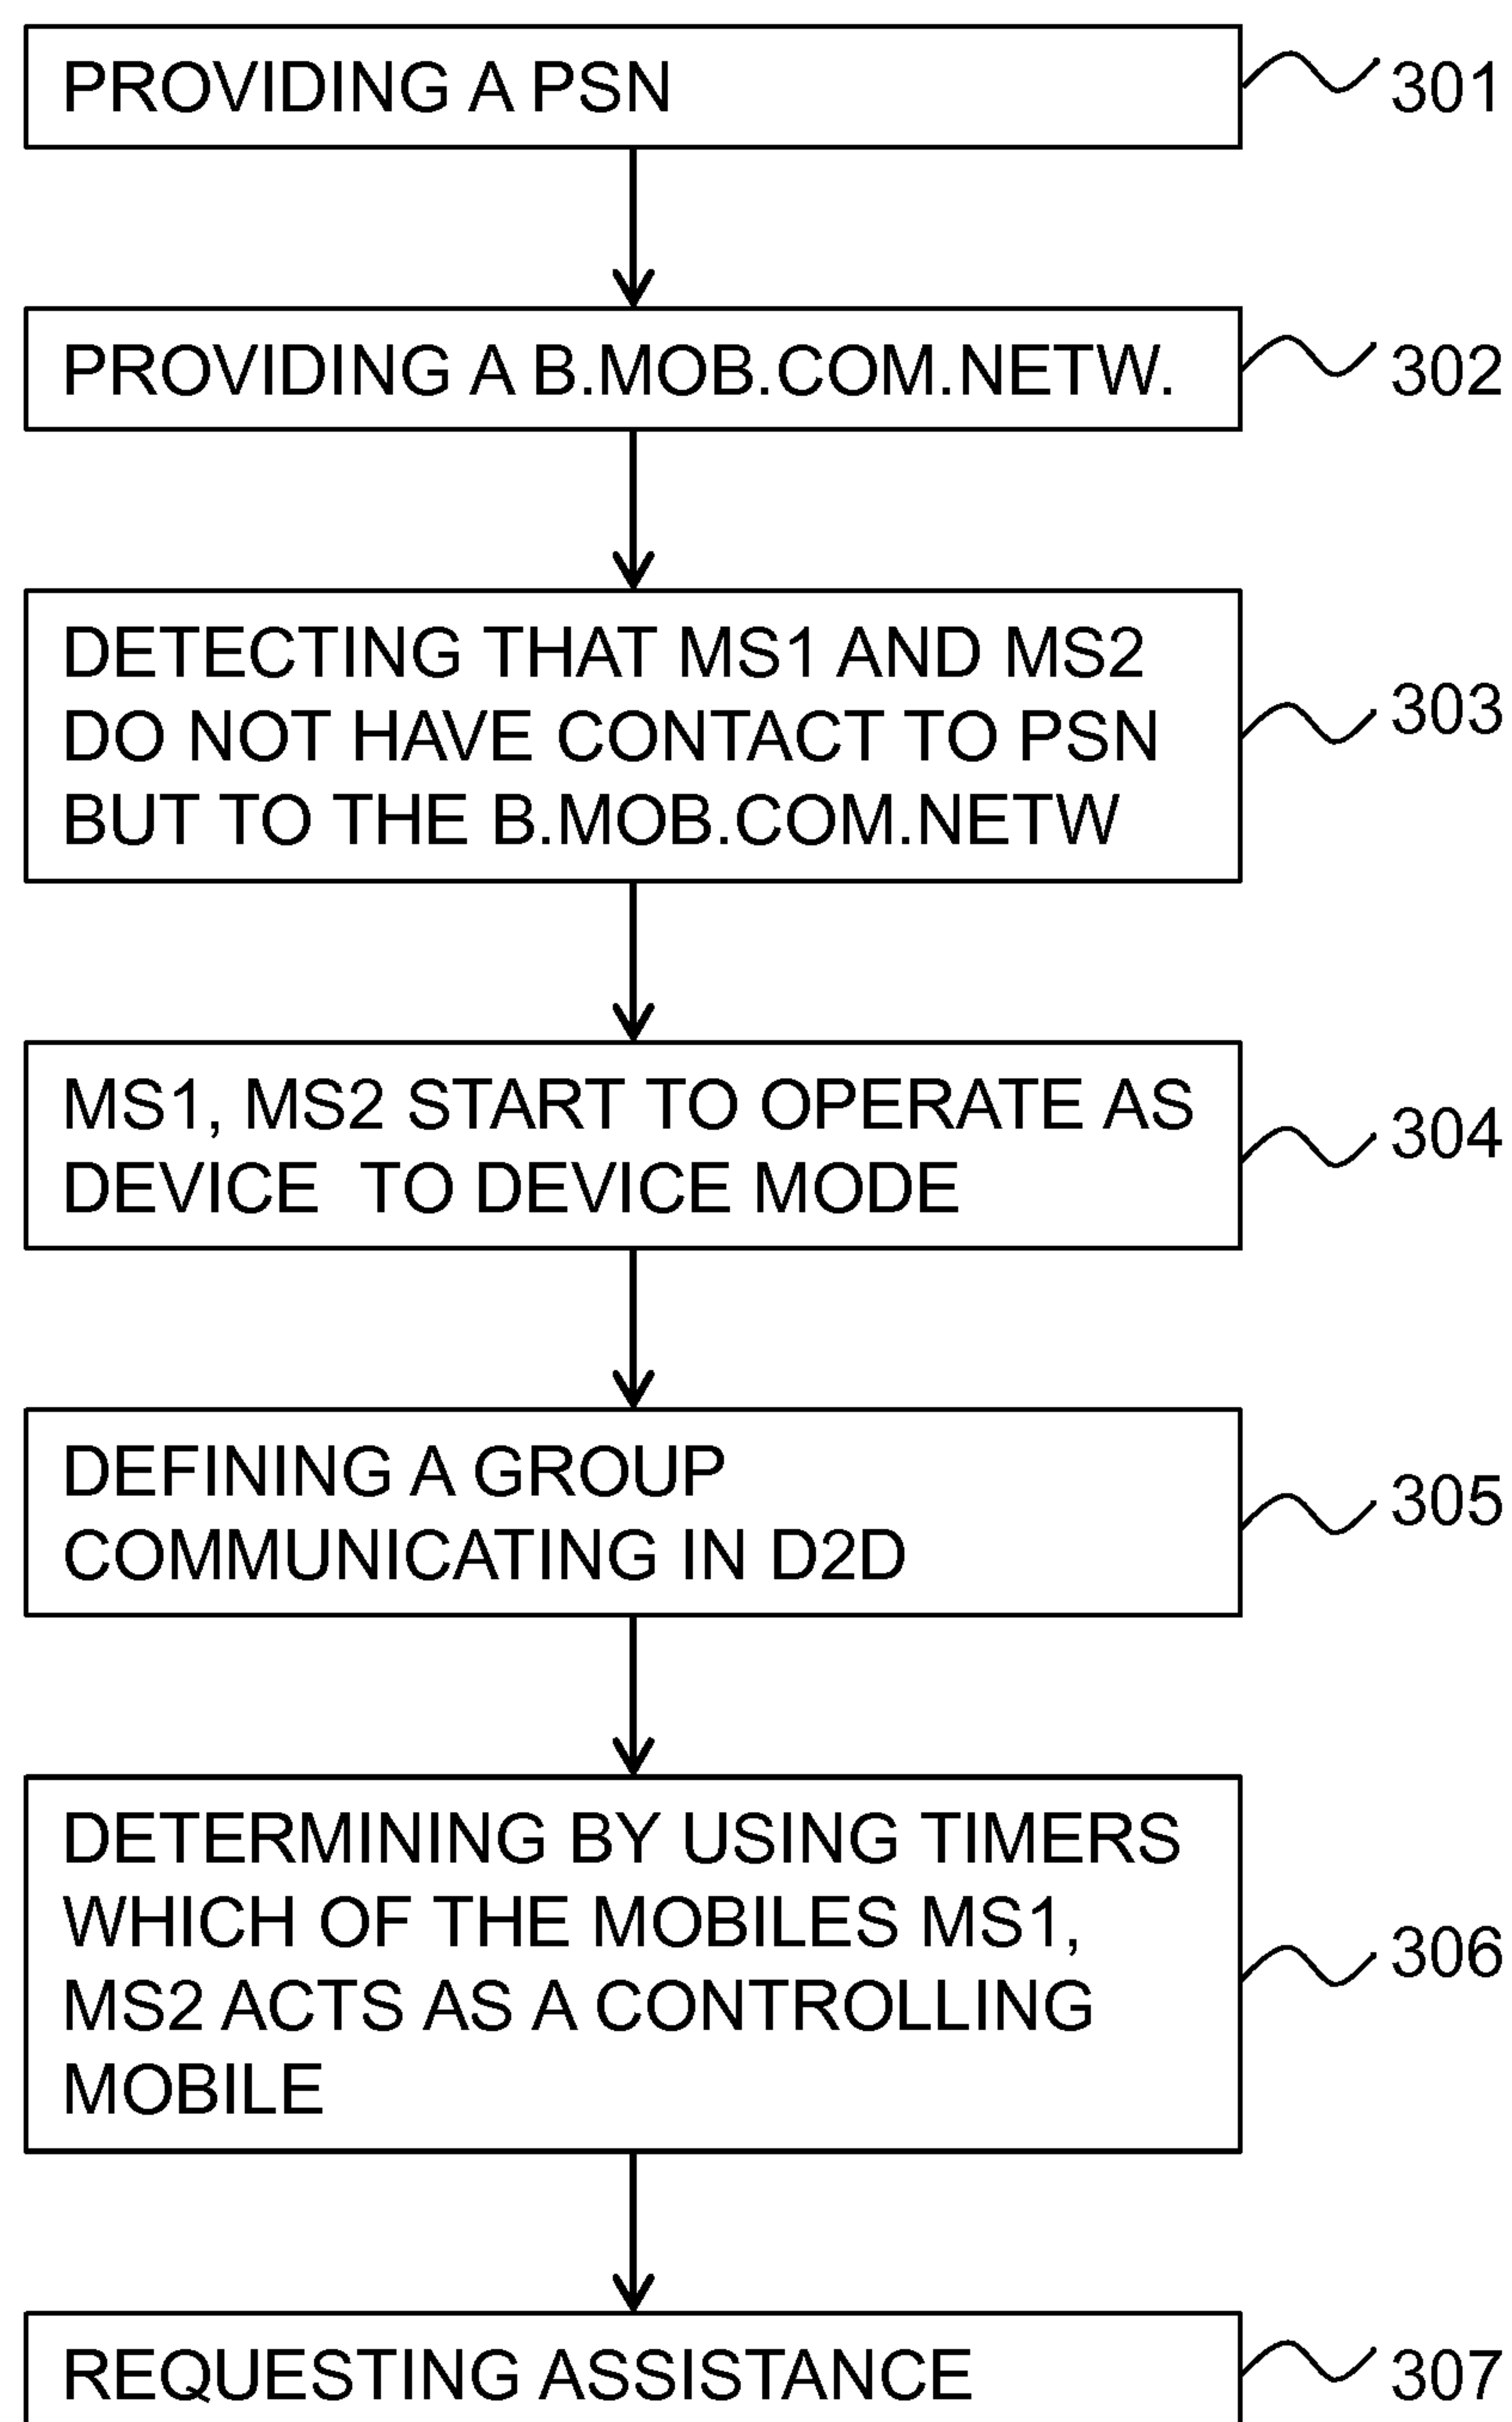 PROVIDING A PSN
301
PROVIDING A B.MOB.COM.NETW.
302
DETECTING THAT MS1 AND MS2
DO NOT HAVE CONTACT TO PSN
BUT TO THE B.MOB.COM.NETW
303
MS1, MS2 START TO OPERATE AS
DEVICE TO DEVICE MODE
304
DEFINING A GROUP
COMMUNICATING IN D2D
305
DETERMINING BY USING TIMERS
WHICH OF THE MOBILES MS1,
MS2 ACTS AS A CONTROLLING
MOBILE
306
REQUESTING ASSISTANCE
307